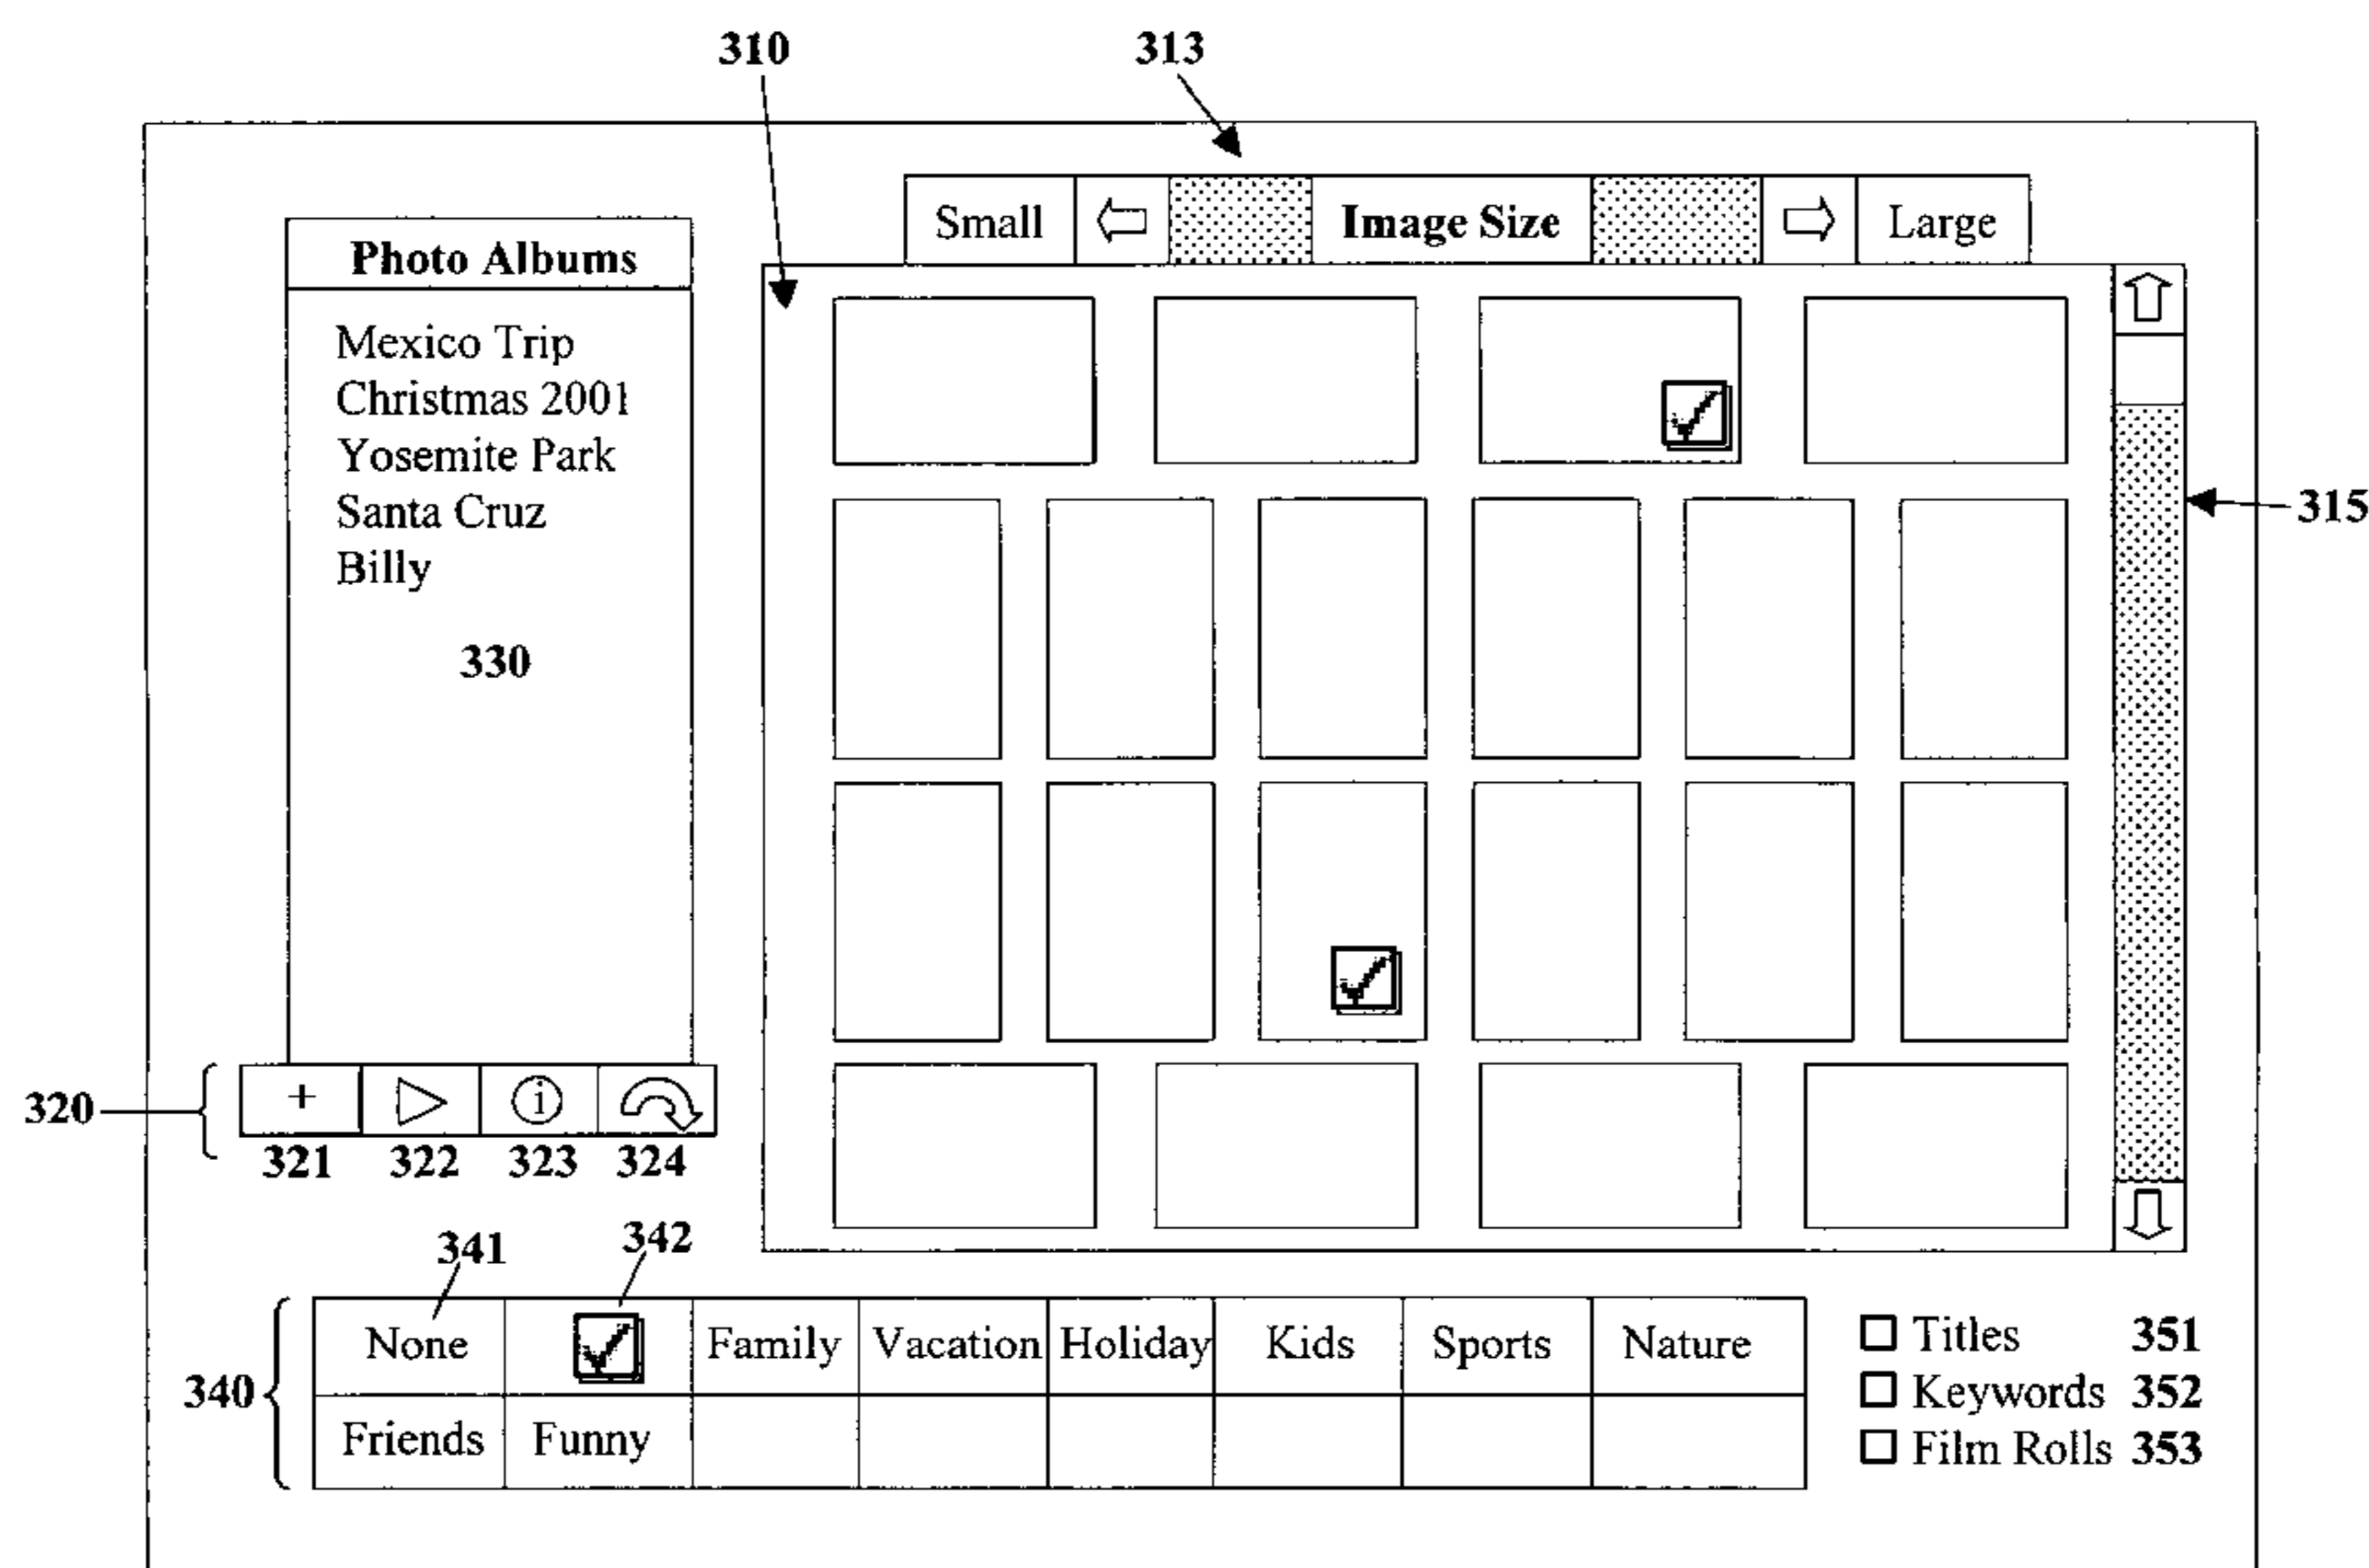 310
313
Small
Image Size
Large
Photo Albums
Mexico Trip
Christmas 2001
Yosemite Park
Santa Cruz
Billy
330
315
+
i
320
321 322 323 324
341
342
None
Family
Vacation
Holiday
Kids
Sports
Nature
340
Friends
Funny
Titles 351
Keywords 352
Film Rolls 353